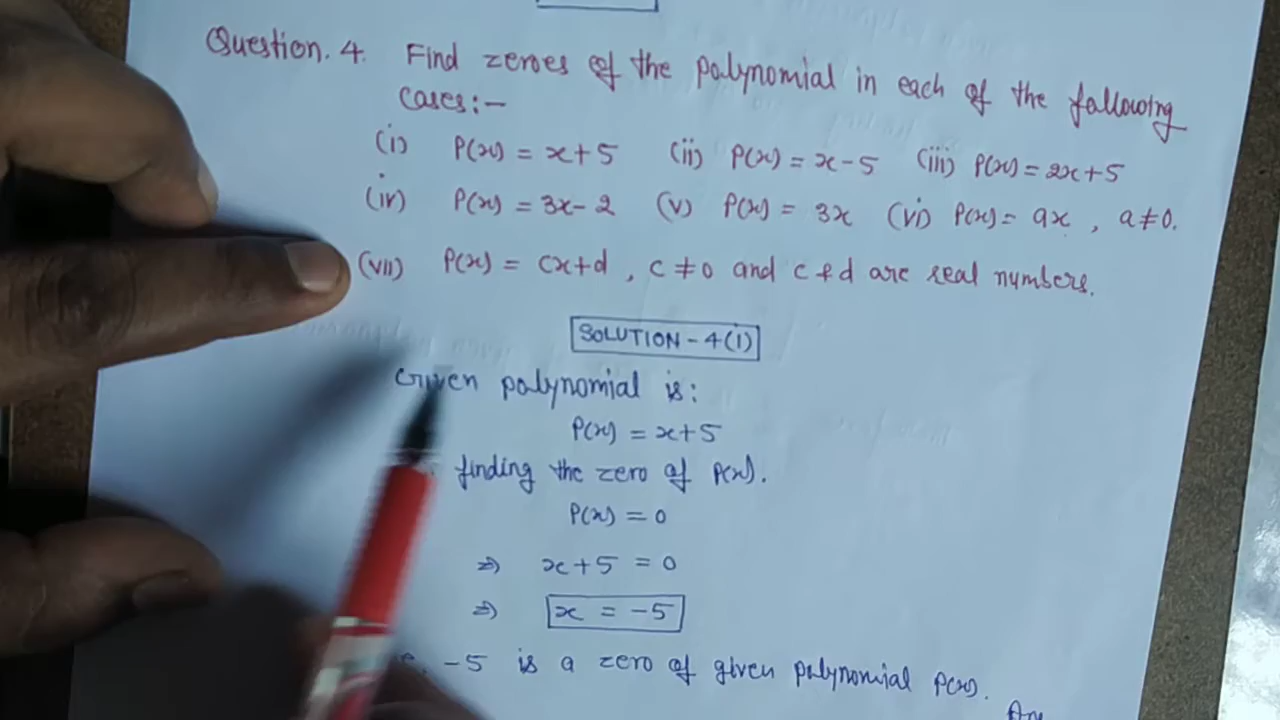 Question. 4. Find zeroes of the polynomial in each of the following
Cases:-
(i) P(x) = x+5 (ii) P(x) = x-5 (iii) P(x) = 2x+5
(iv) P(x) = 3x-2 (v) P(x) = 3x (vi) P(x) = ax , a≠0.
(vii) P(x) = cx+d , c ≠ 0 and c & d are real numbers.
SOLUTION - 4(i)
Given polynomial is:
P(x) = x+5
finding the zero of P(x).
P(x) = 0
⇒ x+5 = 0
⇒ x = -5
-5 is a zero of given polynomial P(x).